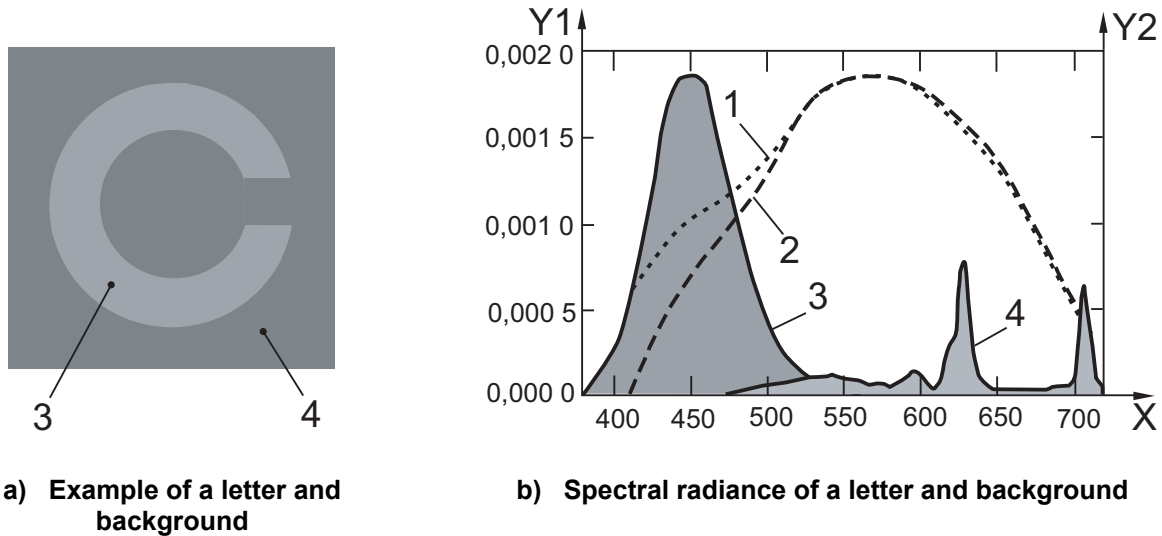 Y1
Y2
0,002 0
0,001 5
0,001 0
0,000 5
0,000 0
1
2
3
4
400 450 500 550 600 650 700 X
3
4
a) Example of a letter and
background
b) Spectral radiance of a letter and background